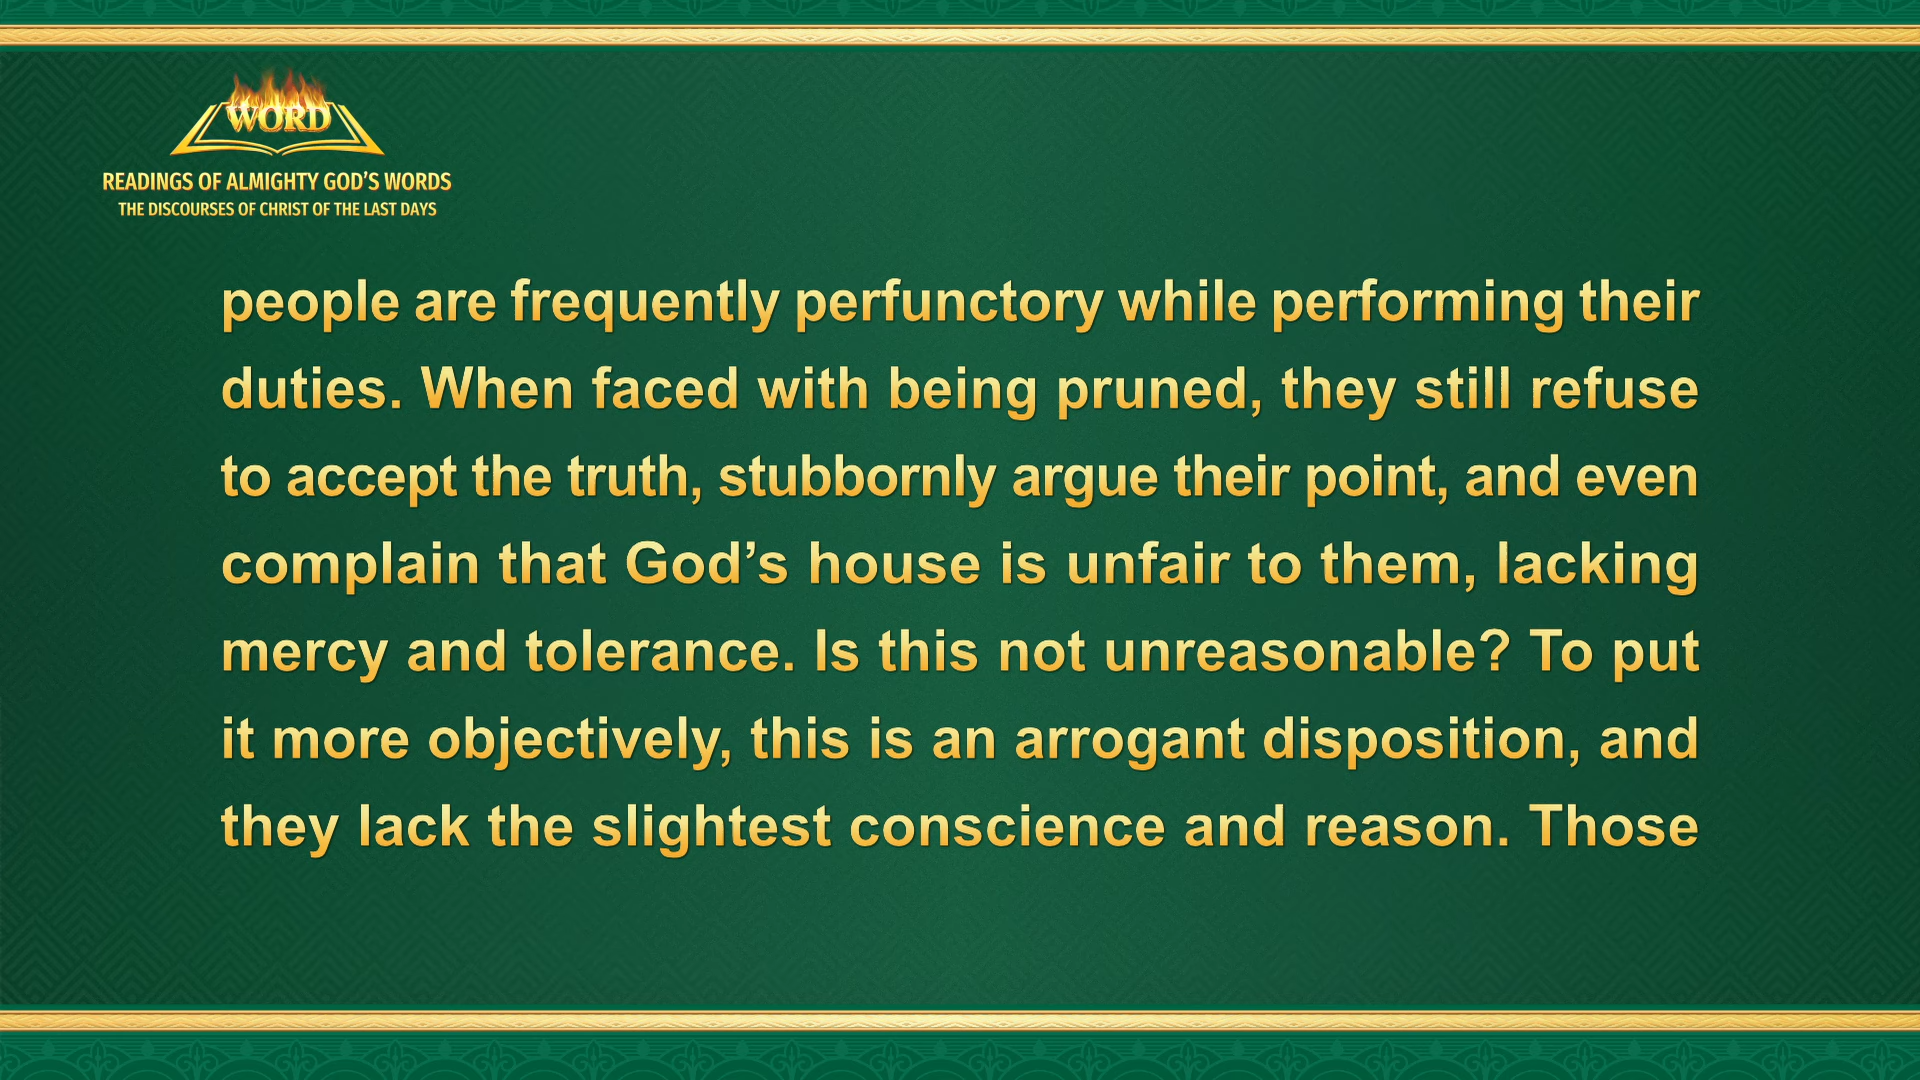 WORD
READINGS OF ALMIGHTY GOD’S WORDS
THE DISCOURSES OF CHRIST OF THE LAST DAYS
people are frequently perfunctory while performing their
duties. When faced with being pruned, they still refuse
to accept the truth, stubbornly argue their point, and even
complain that God’s house is unfair to them, lacking
mercy and tolerance. Is this not unreasonable? To put
it more objectively, this is an arrogant disposition, and
they lack the slightest conscience and reason. Those